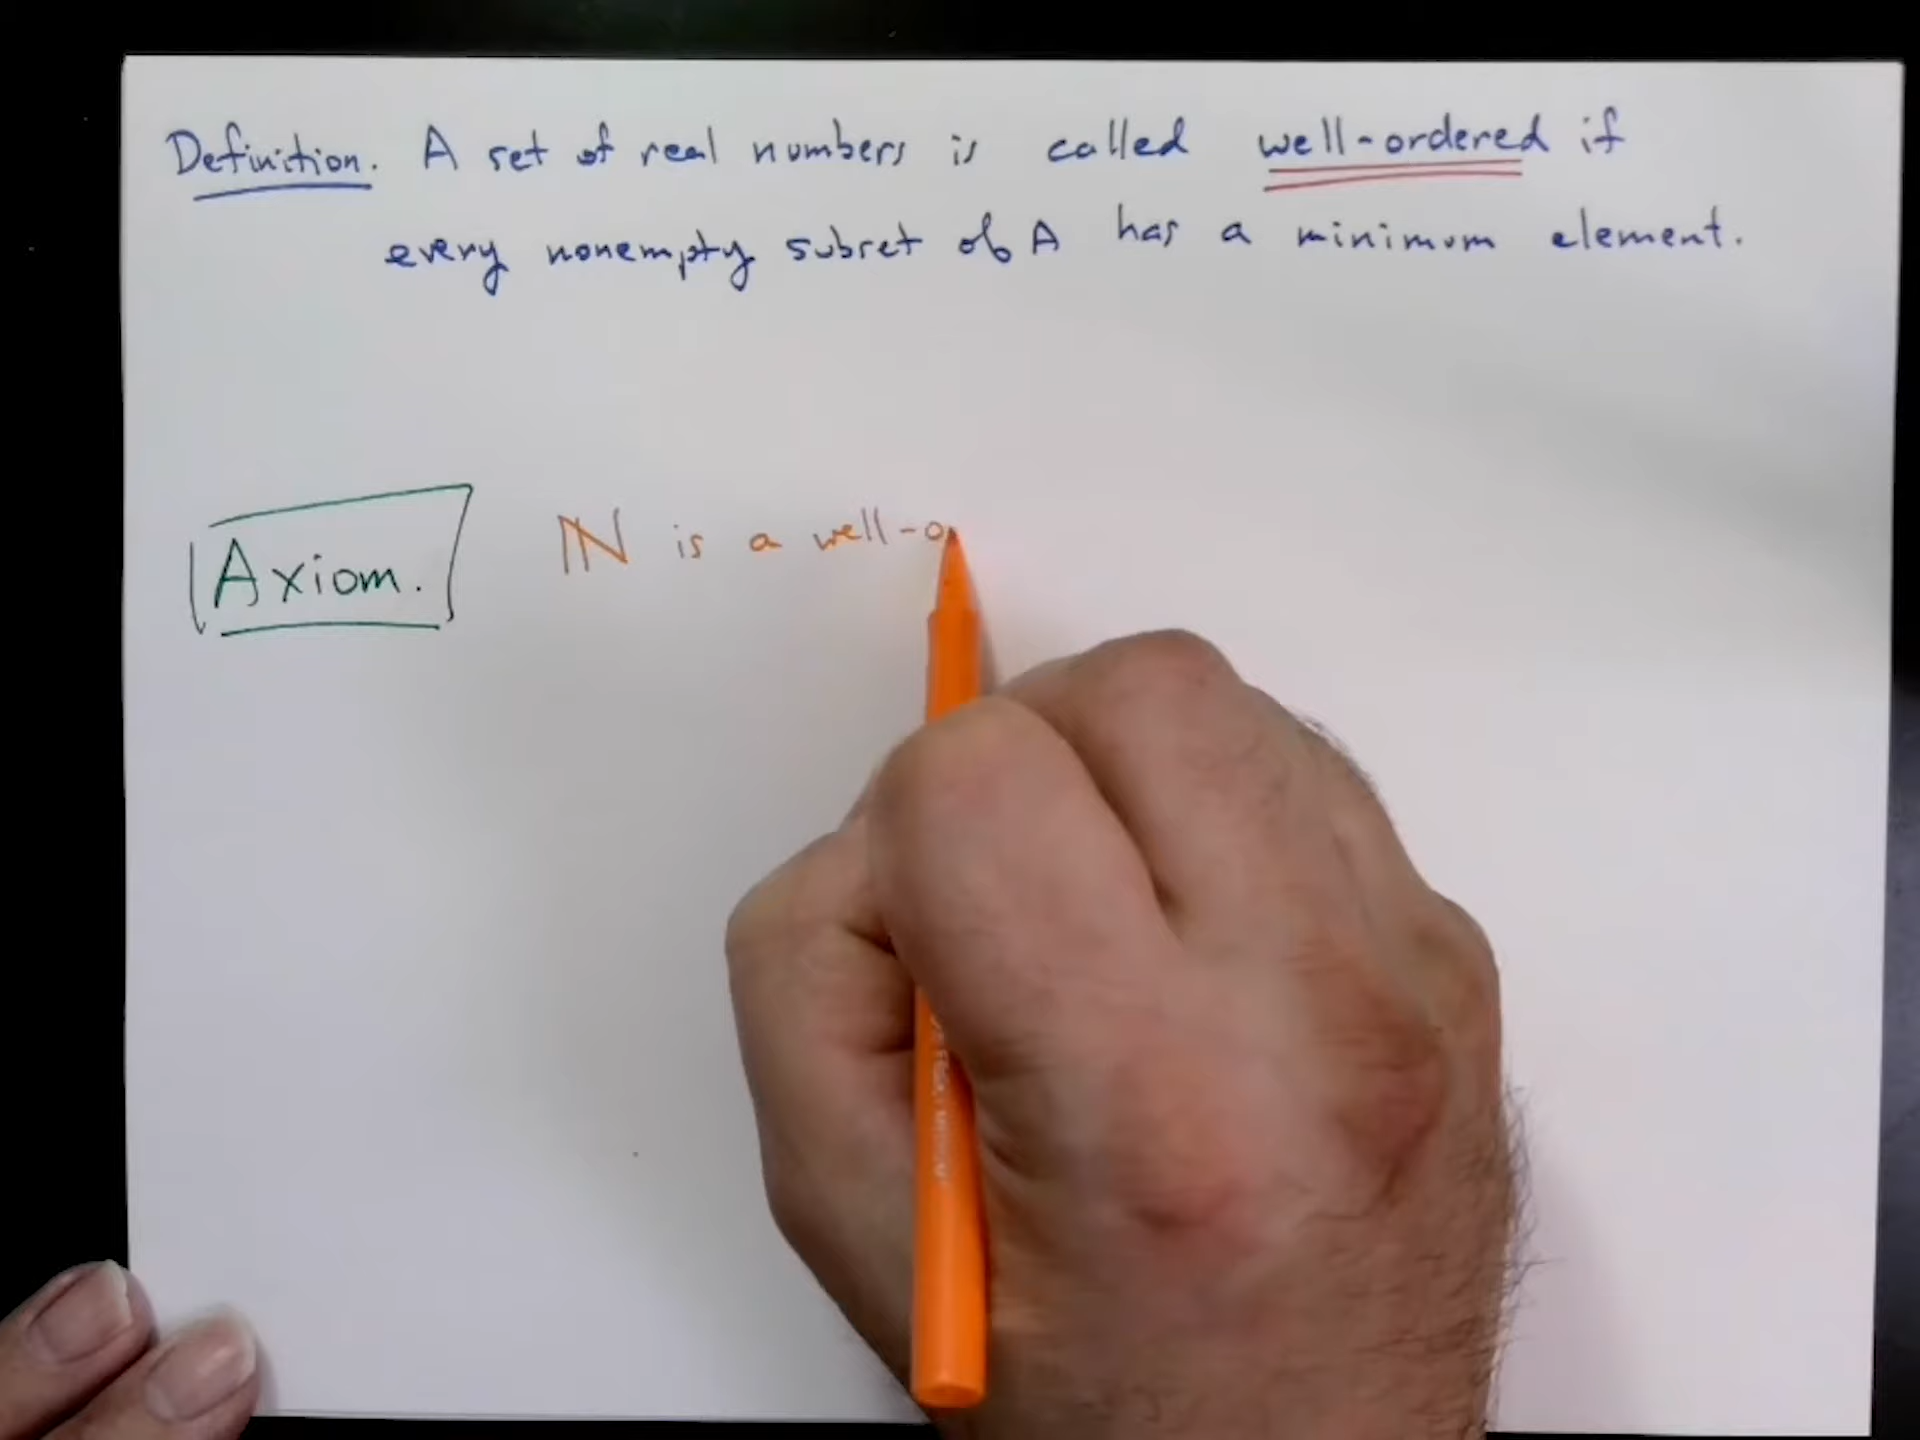 Definition. A set of real numbers is called well-ordered if
every nonempty subset of A has a minimum element.
Axiom. ℕ is a well-o